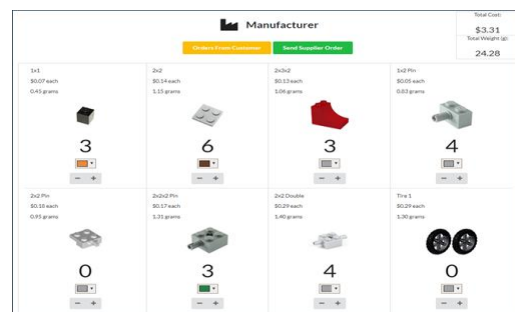 Manufacturer
Total Cost:
$3.31
Total Weight (g):
24.28
Orders From Customer
Send Supplier Order
1x1
$0.07 each
0.45 grams
3
- +
2x2
$0.14 each
1.15 grams
6
- +
2x3x2
$0.13 each
1.06 grams
3
- +
1x2 Pin
$0.05 each
0.83 grams
4
- +
2x2 Pin
each
0.95 grams
0
- +
2x2x2 Pin
$0.17 each
1.31 grams
3
- +
2x2 Double
$0.29 each
1.40 grams
4
- +
Tire 1
$0.29 each
1.30 grams
0
- +